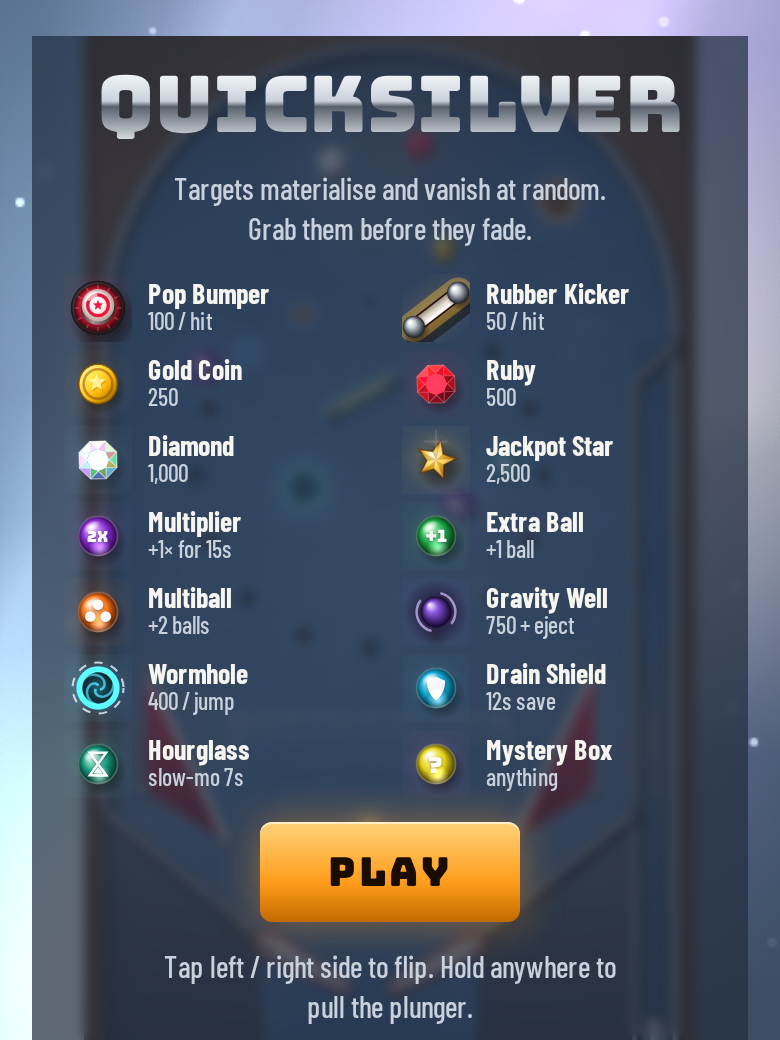 QUICKSILVER
Targets materialise and vanish at random.
Grab them before they fade.
Pop Bumper
100 / hit
Rubber Kicker
50 / hit
Gold Coin
250
Ruby
500
Diamond
1,000
Jackpot Star
2,500
2X
Multiplier
+1× for 15s
+1
Extra Ball
+1 ball
Multiball
+2 balls
Gravity Well
750 + eject
Wormhole
400 / jump
Drain Shield
12s save
Hourglass
slow-mo 7s
?
Mystery Box
anything
PLAY
Tap left / right side to flip. Hold anywhere to
pull the plunger.